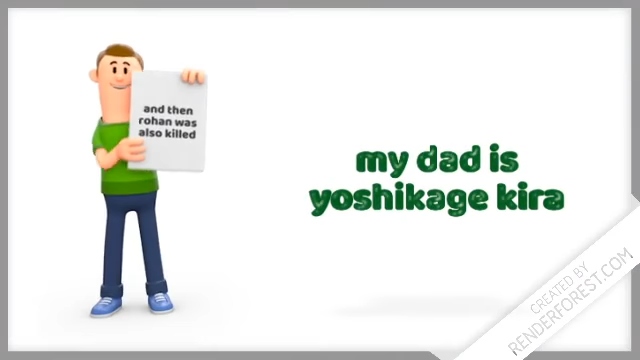 and then
rohan was
also killed
my dad is
yoshikage kira
CREATED BY
RENDERFOREST.COM